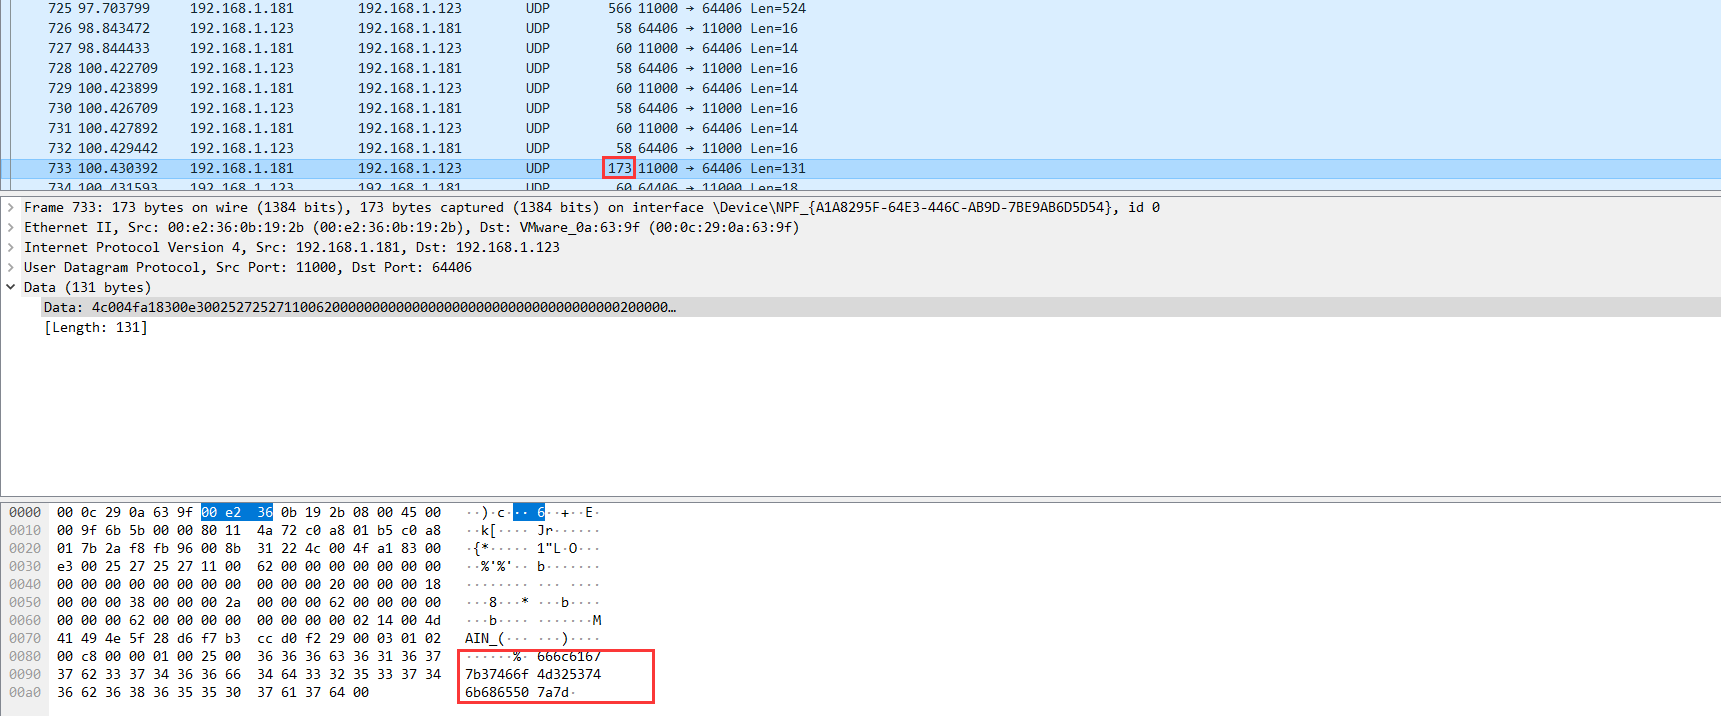 725 97.703799 192.168.1.181 192.168.1.123 UDP 566 11000 → 64406 Len=524
726 98.843472 192.168.1.123 192.168.1.181 UDP 58 64406 → 11000 Len=16
727 98.844433 192.168.1.181 192.168.1.123 UDP 60 11000 → 64406 Len=14
728 100.422709 192.168.1.123 192.168.1.181 UDP 58 64406 → 11000 Len=16
729 100.423899 192.168.1.181 192.168.1.123 UDP 60 11000 → 64406 Len=14
730 100.426709 192.168.1.123 192.168.1.181 UDP 58 64406 → 11000 Len=16
731 100.427892 192.168.1.181 192.168.1.123 UDP 60 11000 → 64406 Len=14
732 100.429442 192.168.1.123 192.168.1.181 UDP 58 64406 → 11000 Len=16
733 100.430392 192.168.1.181 192.168.1.123 UDP 173 11000 → 64406 Len=131
734 100.431593 192.168.1.123 192.168.1.181 UDP 60 64406 → 11000 Len=18
Frame 733: 173 bytes on wire (1384 bits), 173 bytes captured (1384 bits) on interface \Device\NPF_{A1A8295F-64E3-446C-AB9D-7BE9AB6D5D54}, id 0
Ethernet II, Src: 00:e2:36:0b:19:2b (00:e2:36:0b:19:2b), Dst: VMware_0a:63:9f (00:0c:29:0a:63:9f)
Internet Protocol Version 4, Src: 192.168.1.181, Dst: 192.168.1.123
User Datagram Protocol, Src Port: 11000, Dst Port: 64406
Data (131 bytes)
Data: 4c004fa18300e300252725271100620000000000000000000000000000000000000200000…
[Length: 131]
0000 00 0c 29 0a 63 9f 00 e2 36 0b 19 2b 08 00 45 00 ··)·c···6··+··E·
0010 00 9f 6b 5b 00 00 80 11 4a 72 c0 a8 01 b5 c0 a8 ··k[····Jr······
0020 01 7b 2a f8 fb 96 00 8b 31 22 4c 00 4f a1 83 00 ·{*·····1"L·O···
0030 e3 00 25 27 25 27 11 00 62 00 00 00 00 00 00 00 ··%'%'··b·······
0040 00 00 00 00 00 00 00 00 00 00 00 20 00 00 00 18 ··········· ····
0050 00 00 00 38 00 00 00 2a 00 00 00 62 00 00 00 00 ···8···*···b····
0060 00 00 00 62 00 00 00 00 00 00 00 00 02 14 00 4d ···b···········M
0070 41 49 4e 5f 28 d6 f7 b3 cc d0 f2 29 00 03 01 02 AIN_(······)····
0080 00 c8 00 00 01 00 25 00 36 36 36 63 36 31 36 37 ······%·666c6167
0090 37 62 33 37 34 36 36 66 34 64 33 32 35 33 37 34 7b37466f4d325374
00a0 36 62 36 38 36 35 35 30 37 61 37 64 00 6b6865507a7d·